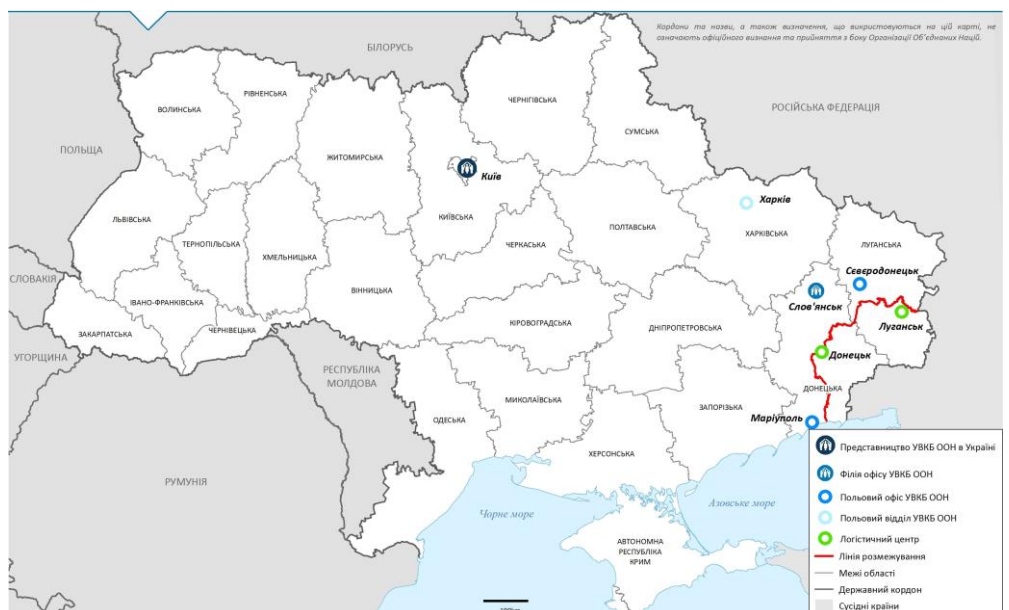 Кордони та назви, а також визначення, що використовуються на цій карті, не
означають офіційного визнання та прийняття з боку Організації Об'єднаних Націй.
БІЛОРУСЬ
РОСІЙСЬКА ФЕДЕРАЦІЯ
ПОЛЬЩА
СЛОВАКІЯ
УГОРЩИНА
РУМУНІЯ
РЕСПУБЛІКА
МОЛДОВА
ВОЛИНСЬКА
РІВНЕНСЬКА
ЖИТОМИРСЬКА
ЧЕРНІГІВСЬКА
СУМСЬКА
Київ
КИЇВСЬКА
Харків
ХАРКІВСЬКА
ЛЬВІВСЬКА
ТЕРНОПІЛЬСЬКА
ХМЕЛЬНИЦЬКА
ПОЛТАВСЬКА
ЧЕРКАСЬКА
ЛУГАНСЬКА
Сєвєродонецьк
ВІННИЦЬКА
ІВАНО-ФРАНКІВСЬКА
ЗАКАРПАТСЬКА
ЧЕРНІВЕЦЬКА
КІРОВОГРАДСЬКА
ДНІПРОПЕТРОВСЬКА
Слов'янськ
Луганськ
Донецьк
ДОНЕЦЬКА
МИКОЛАЇВСЬКА
ОДЕСЬКА
ЗАПОРІЗЬКА
Маріуполь
ХЕРСОНСЬКА
Чорне море
Азовське море
АВТОНОМНА
РЕСПУБЛІКА
КРИМ
Представництво УВКБ ООН в Україні
Філія офісу УВКБ ООН
Польовий офіс УВКБ ООН
Польовий відділ УВКБ ООН
Логістичний центр
Лінія розмежування
Межі області
Державний кордон
Сусідні країни